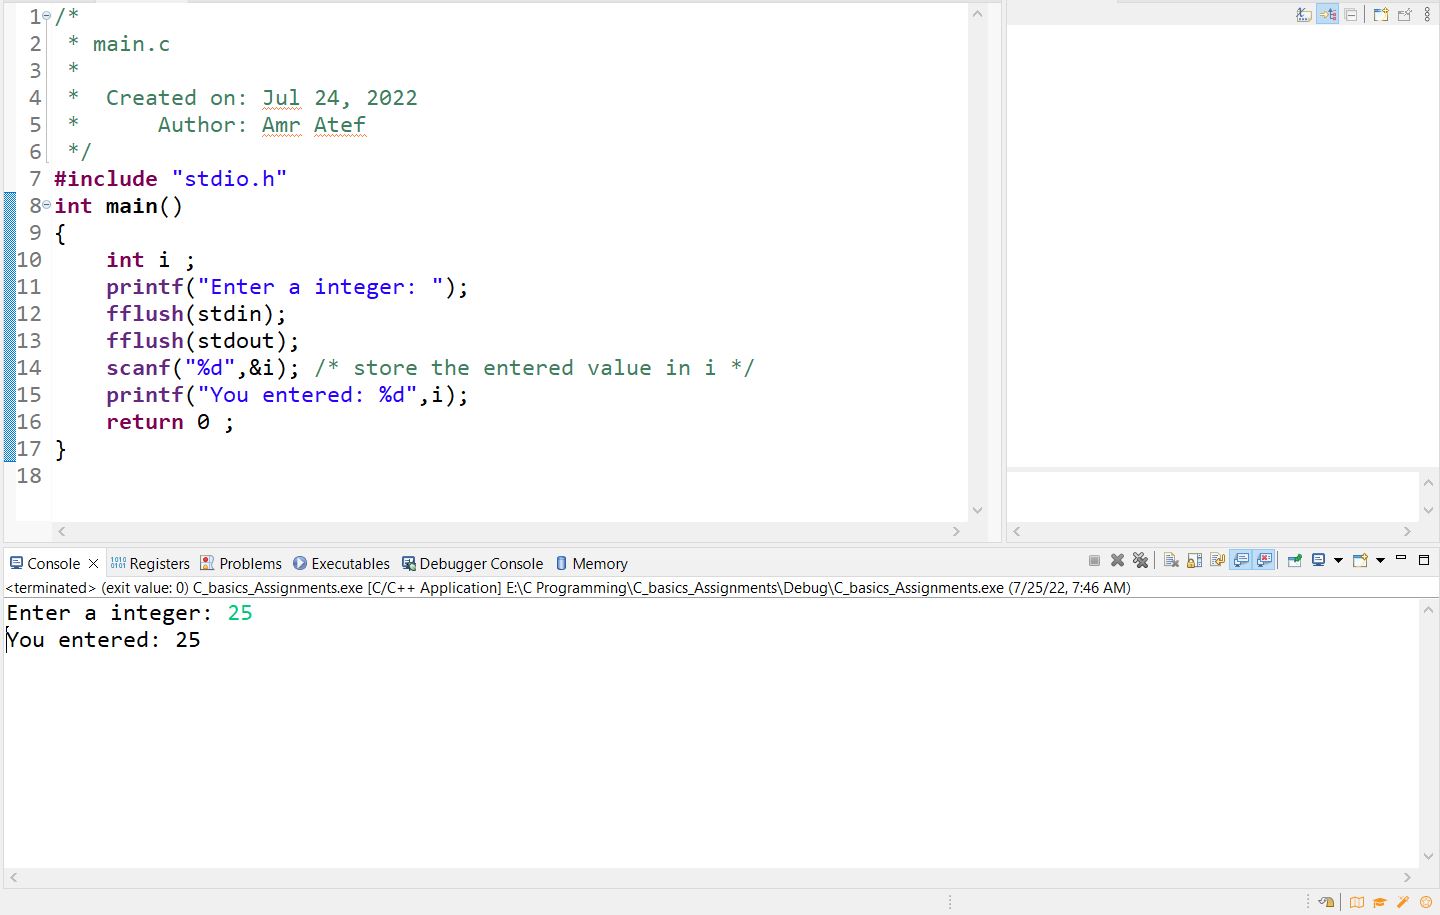 1 /*
2  * main.c
3  *
4  *  Created on: Jul 24, 2022
5  *      Author: Amr Atef
6  */
7 #include "stdio.h"
8 int main()
9 {
10     int i ;
11     printf("Enter a integer: ");
12     fflush(stdin);
13     fflush(stdout);
14     scanf("%d",&i); /* store the entered value in i */
15     printf("You entered: %d",i);
16     return 0 ;
17 }
18
Console Registers Problems Executables Debugger Console Memory
<terminated> (exit value: 0) C_basics_Assignments.exe [C/C++ Application] E:\C Programming\C_basics_Assignments\Debug\C_basics_Assignments.exe (7/25/22, 7:46 AM)
Enter a integer: 25
You entered: 25